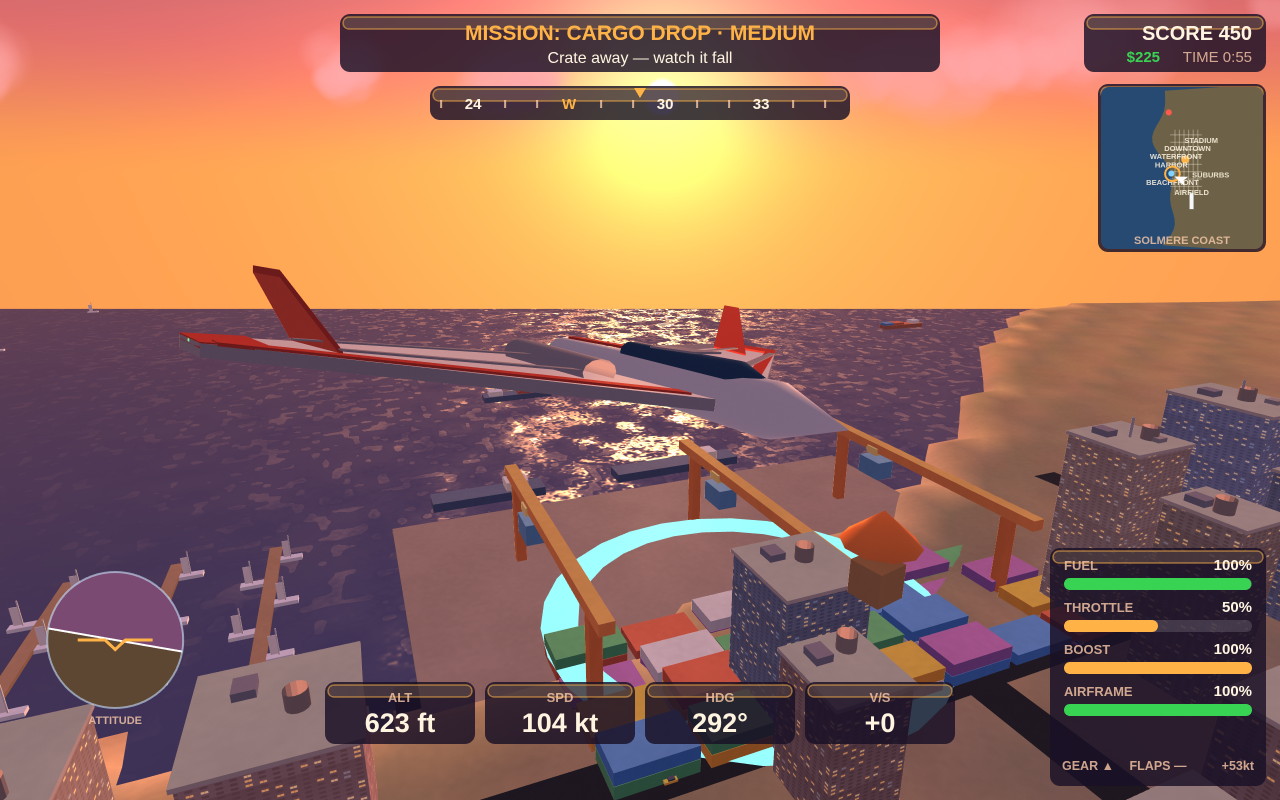 MISSION: CARGO DROP · MEDIUM
Crate away — watch it fall
24 W 30 33
SCORE 450
$225 TIME 0:55
STADIUM
DOWNTOWN
WATERFRONT
HARBOR
SUBURBS
BEACHFRONT
AIRFIELD
SOLMERE COAST
FUEL 100%
THROTTLE 50%
BOOST 100%
AIRFRAME 100%
GEAR ▲ FLAPS — +53kt
ATTITUDE
ALT
623 ft
SPD
104 kt
HDG
292°
V/S
+0